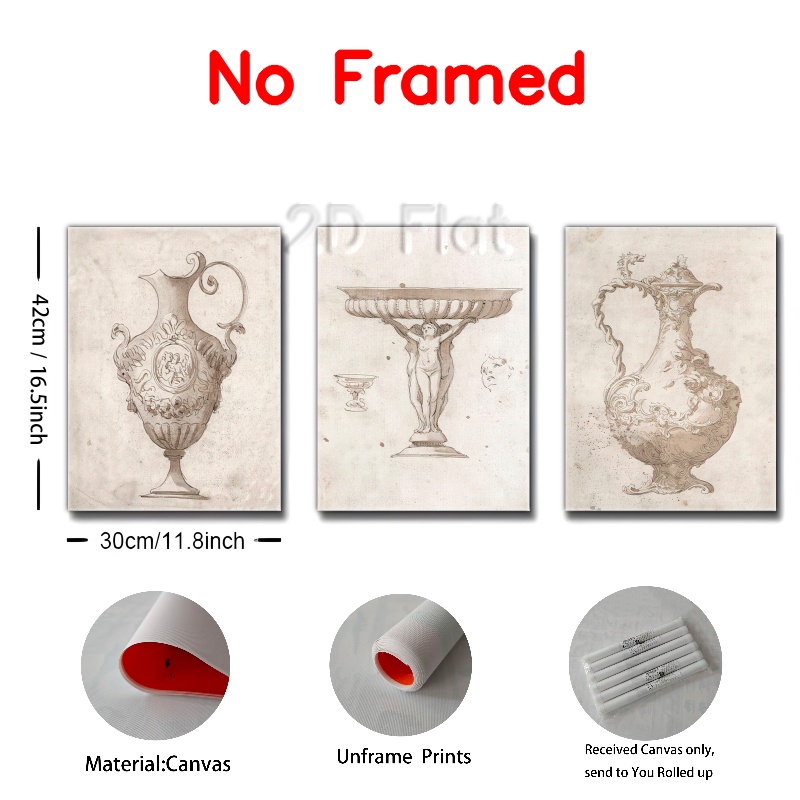 No Framed
2D Flat
42cm / 16.5inch
30cm/11.8inch
Material:Canvas
Unframe Prints
Received Canvas only,
send to You Rolled up